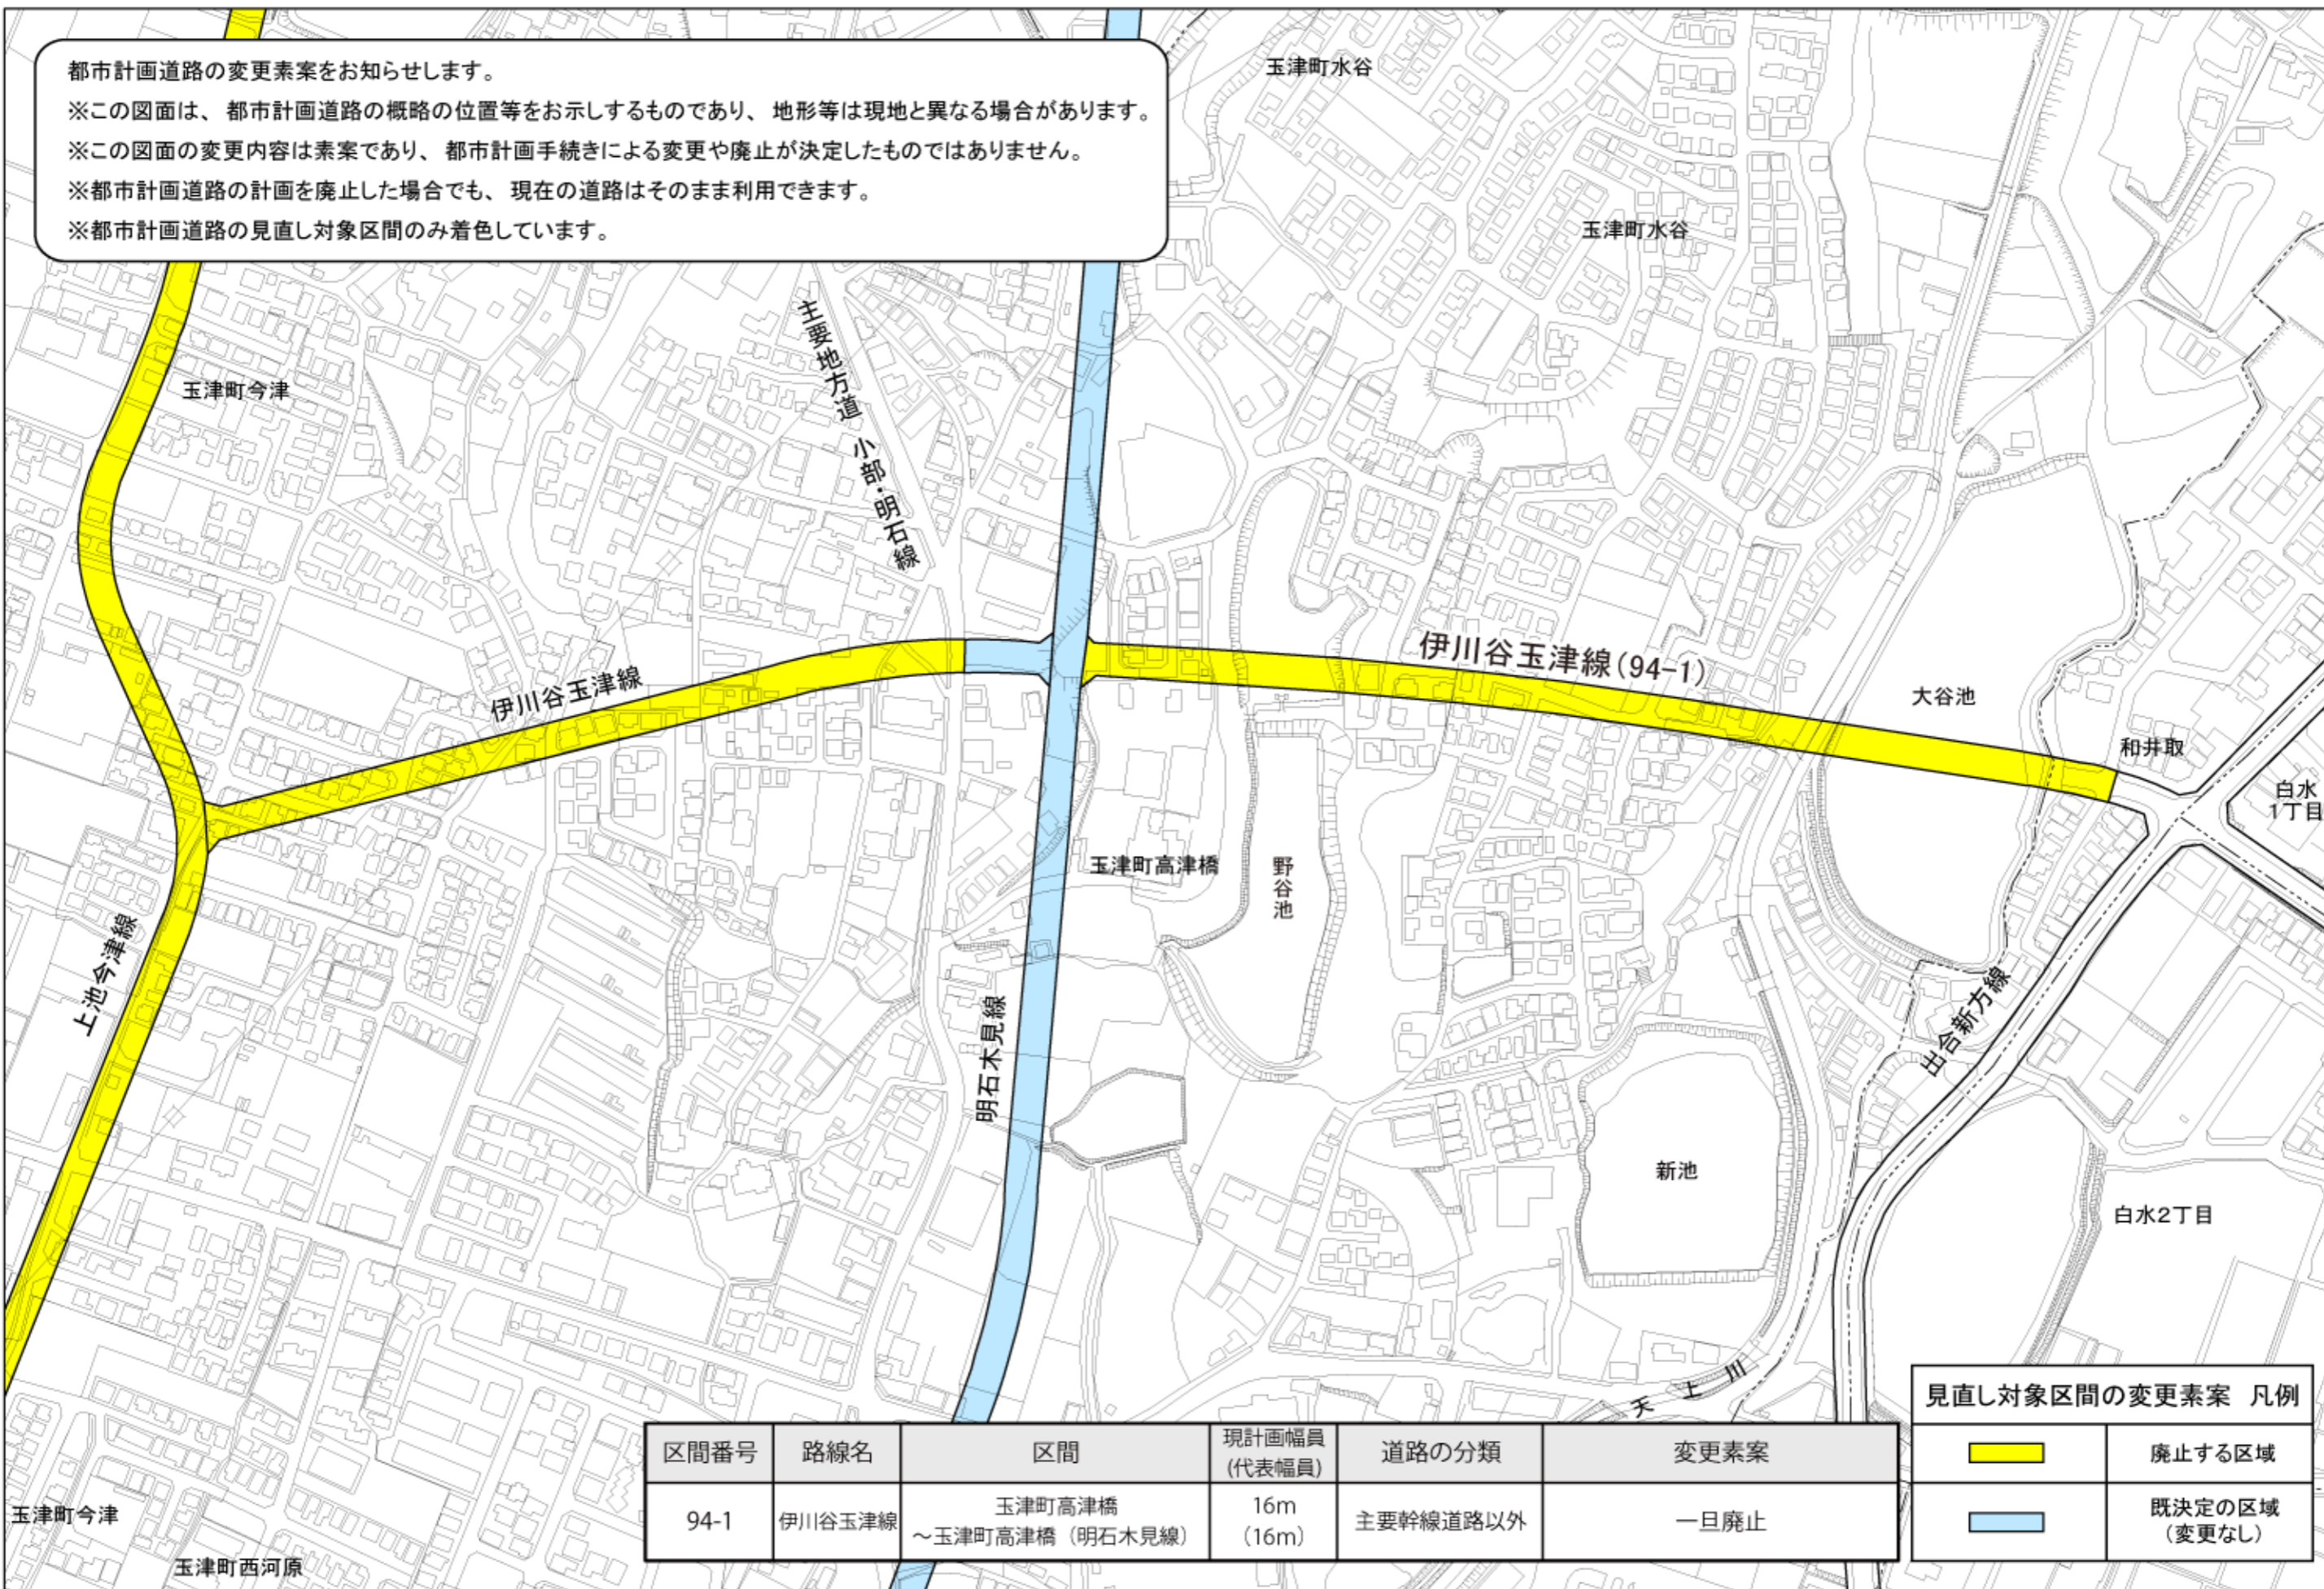 都市計画道路の変更素案をお知らせします。
※この図面は、都市計画道路の概略の位置等をお示しするものであり、地形等は現地と異なる場合があります。
※この図面の変更内容は素案であり、都市計画手続きによる変更や廃止が決定したものではありません。
※都市計画道路の計画を廃止した場合でも、現在の道路はそのまま利用できます。
※都市計画道路の見直し対象区間のみ着色しています。
玉津町水谷
玉津町水谷
玉津町今津
主要地方道 小部・明石線
伊川谷玉津線
伊川谷玉津線(94-1)
大谷池
和井取
白水
1丁目
玉津町高津橋
野谷池
上池今津線
明石木見線
出合新方線
新池
白水2丁目
天上川
玉津町今津
玉津町西河原
区間番号 路線名 区間 現計画幅員 (代表幅員) 道路の分類 変更素案
94-1 伊川谷玉津線 玉津町高津橋 ～玉津町高津橋（明石木見線） 16m （16m） 主要幹線道路以外 一旦廃止
見直し対象区間の変更素案 凡例
廃止する区域
既決定の区域
（変更なし）